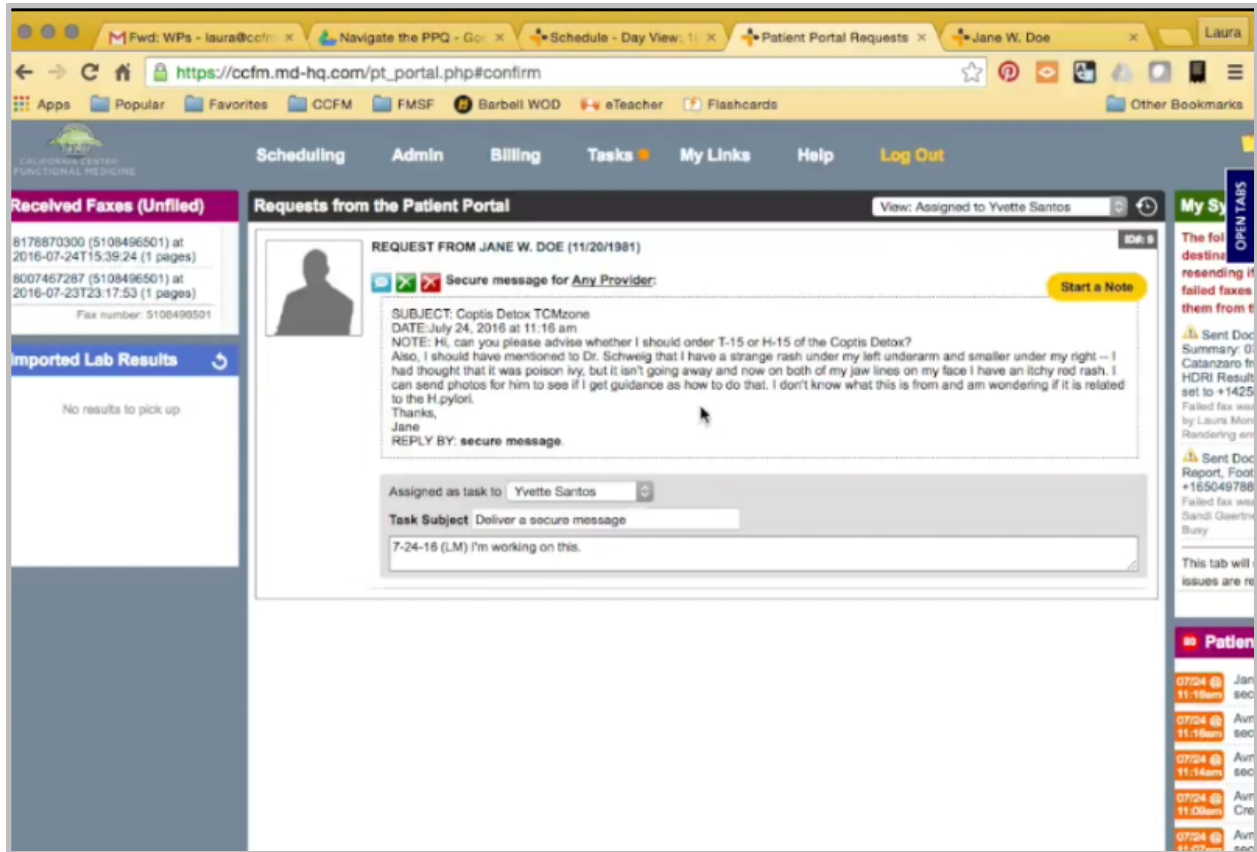 Fwd: WPs - laura@ccfm
Navigate the PPQ - Goo
Schedule - Day View: 1
Patient Portal Requests
Jane W. Doe
Laura
https://ccfm.md-hq.com/pt_portal.php#confirm
Apps Popular Favorites CCFM FMSF Barbell WOD eTeacher Flashcards Other Bookmarks
CALIFORNIA CENTER
FUNCTIONAL MEDICINE
Scheduling Admin Billing Tasks My Links Help Log Out
OPEN TABS
Received Faxes (Unfiled)
8178870300 (5108496501) at
2016-07-24T15:39:24 (1 pages)
8007467287 (5108496501) at
2016-07-23T23:17:53 (1 pages)
Fax number: 5108496501
Imported Lab Results
No results to pick up
Requests from the Patient Portal
View: Assigned to Yvette Santos
REQUEST FROM JANE W. DOE (11/20/1981)
Secure message for Any Provider:
Start a Note
SUBJECT: Coptis Detox TCMzone
DATE:July 24, 2016 at 11:16 am
NOTE: Hi, can you please advise whether I should order T-15 or H-15 of the Coptis Detox?
Also, I should have mentioned to Dr. Schweig that I have a strange rash under my left underarm and smaller under my right -- I
had thought that it was poison ivy, but it isn't going away and now on both of my jaw lines on my face I have an itchy red rash. I
can send photos for him to see if I get guidance as how to do that. I don't know what this is from and am wondering if it is related
to the H.pylori.
Thanks,
Jane
REPLY BY: secure message.
Assigned as task to Yvette Santos
Task Subject Deliver a secure message
7-24-16 (LM) I'm working on this.
My Sy
The fol
destina
resending if
failed faxes
them from t
Sent Doc
Summary: 0
Catanzaro fr
HDRI Result
set to +1425
Failed fax was
by Laura Mon
Rendering err
Sent Doc
Report, Foot
+165049788
Failed fax was
Sandi Gaertne
Busy
This tab will
issues are re
Patien
07/24 @ 11:16am Jan sec
07/24 @ 11:16am Avn sec
07/24 @ 11:14am Avn sec
07/24 @ 11:09am Avn Cre
07/24 @ 11:07am Avn sec